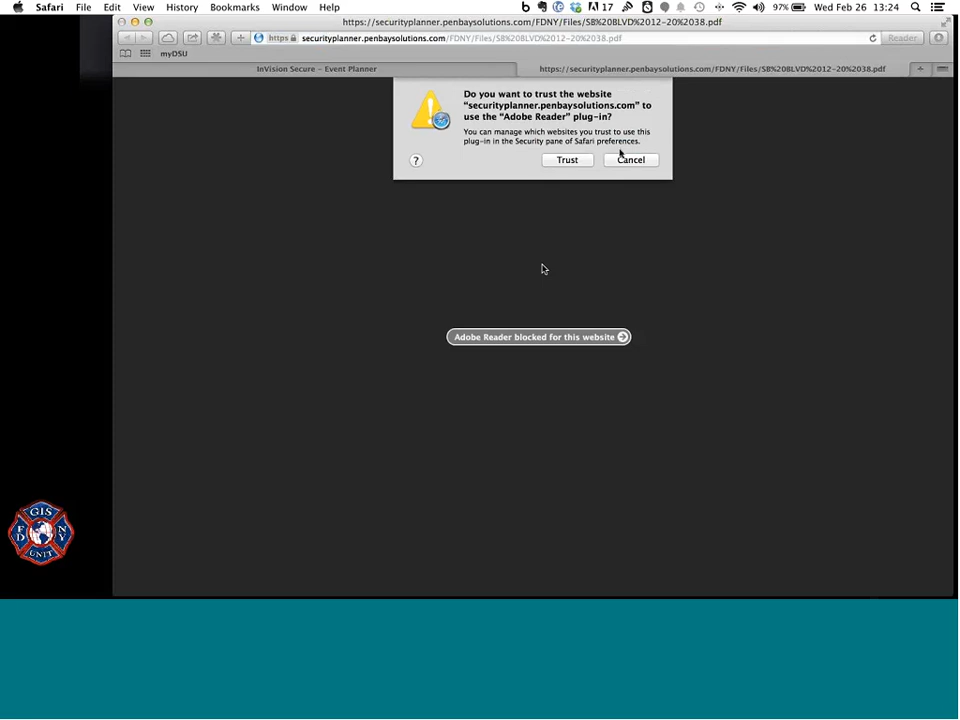 Safari File Edit View History Bookmarks Window Help 17 97% Wed Feb 26 13:24
https://securityplanner.penbaysolutions.com/FDNY/Files/SB%20BLVD%2012-20%2038.pdf
https securityplanner.penbaysolutions.com/FDNY/Files/SB%20BLVD%2012-20%2038.pdf Reader
myDSU
InVision Secure - Event Planner https://securityplanner.penbaysolutions.com/FDNY/Files/SB%20BLVD%2012-20%2038.pdf +
Do you want to trust the website
“securityplanner.penbaysolutions.com” to
use the “Adobe Reader” plug-in?
You can manage which websites you trust to use this
plug-in in the Security pane of Safari preferences.
? Trust Cancel
Adobe Reader blocked for this website
GIS
FD NY
UNIT